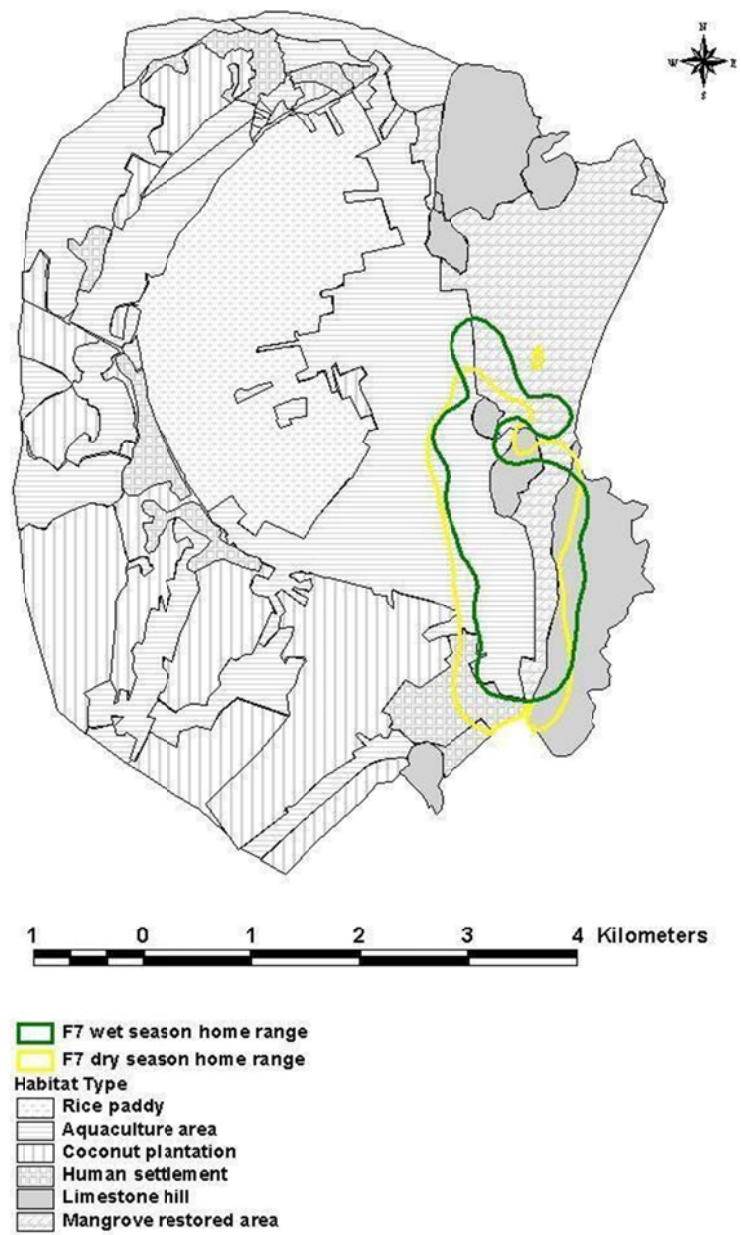 N
W E
S
1 0 1 2 3 4 Kilometers
F7 wet season home range
F7 dry season home range
Habitat Type
Rice paddy
Aquaculture area
Coconut plantation
Human settlement
Limestone hill
Mangrove restored area